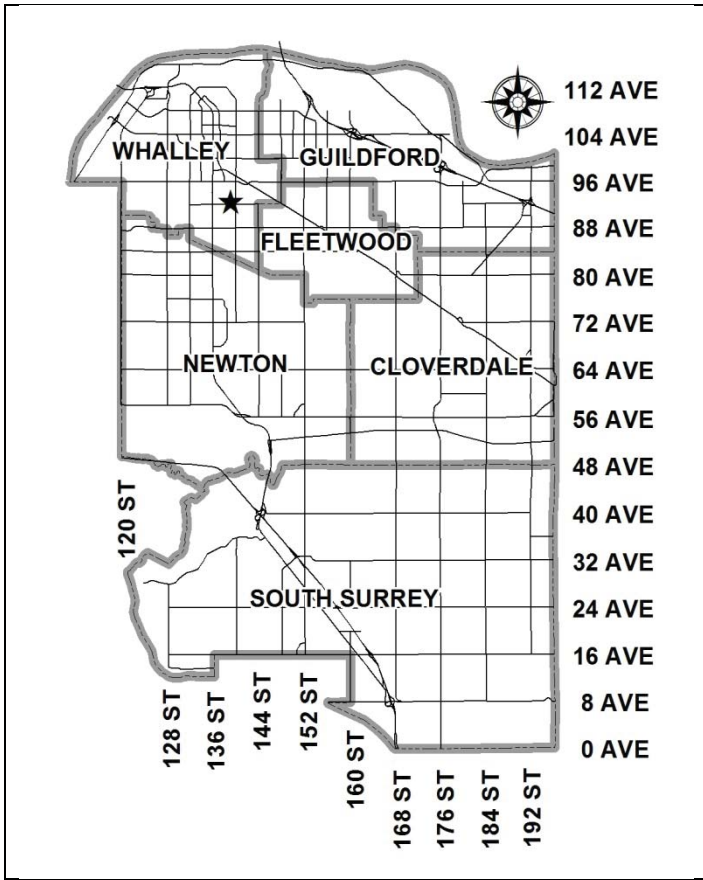 112 AVE
104 AVE
WHALLEY
GUILDFORD
96 AVE
88 AVE
FLEETWOOD
80 AVE
72 AVE
NEWTON
CLOVERDALE
64 AVE
56 AVE
48 AVE
120 ST
40 AVE
32 AVE
SOUTH SURREY
24 AVE
16 AVE
128 ST
136 ST
144 ST
152 ST
160 ST
8 AVE
0 AVE
168 ST
176 ST
184 ST
192 ST